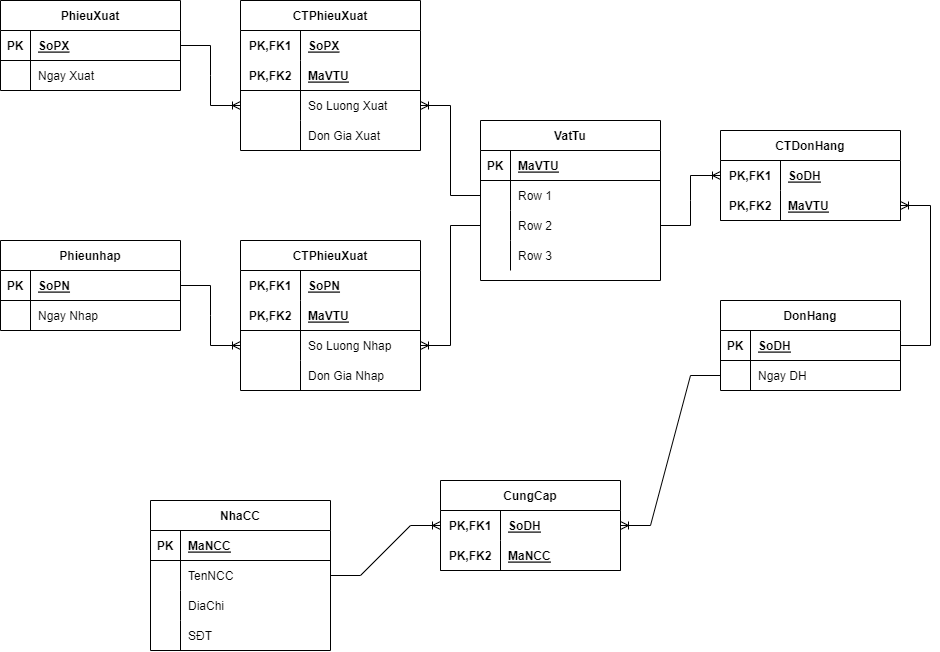 PhieuXuat
PK SoPX
Ngay Xuat
CTPhieuXuat
PK,FK1 SoPX
PK,FK2 MaVTU
So Luong Xuat
Don Gia Xuat
VatTu
PK MaVTU
Row 1
Row 2
Row 3
CTDonHang
PK,FK1 SoDH
PK,FK2 MaVTU
Phieunhap
PK SoPN
Ngay Nhap
CTPhieuXuat
PK,FK1 SoPN
PK,FK2 MaVTU
So Luong Nhap
Don Gia Nhap
DonHang
PK SoDH
Ngay DH
NhaCC
PK MaNCC
TenNCC
DiaChi
SĐT
CungCap
PK,FK1 SoDH
PK,FK2 MaNCC